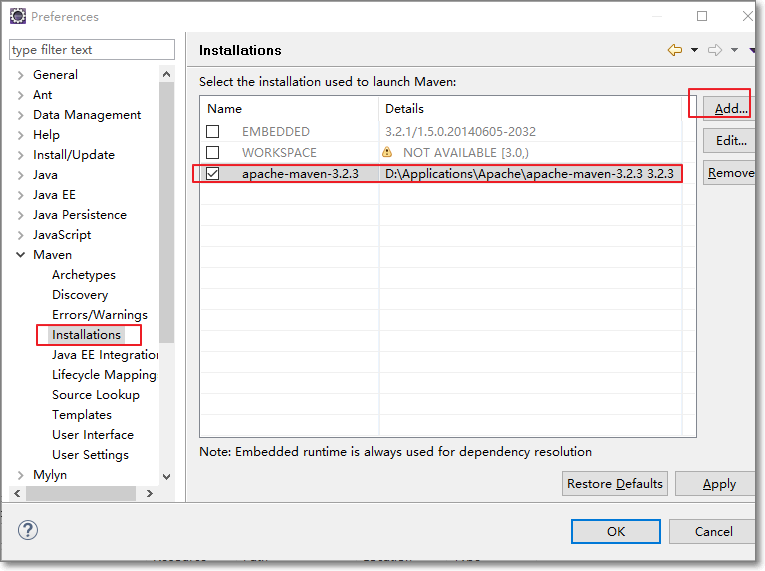 Preferences
type filter text
General
Ant
Data Management
Help
Install/Update
Java
Java EE
Java Persistence
JavaScript
Maven
Archetypes
Discovery
Errors/Warnings
Installations
Java EE Integration
Lifecycle Mapping
Source Lookup
Templates
User Interface
User Settings
Mylyn
Installations
Select the installation used to launch Maven:
Name Details
EMBEDDED 3.2.1/1.5.0.20140605-2032
WORKSPACE NOT AVAILABLE [3.0,)
apache-maven-3.2.3 D:\Applications\Apache\apache-maven-3.2.3 3.2.3
Add...
Edit...
Remove
Note: Embedded runtime is always used for dependency resolution
Restore Defaults Apply
OK Cancel